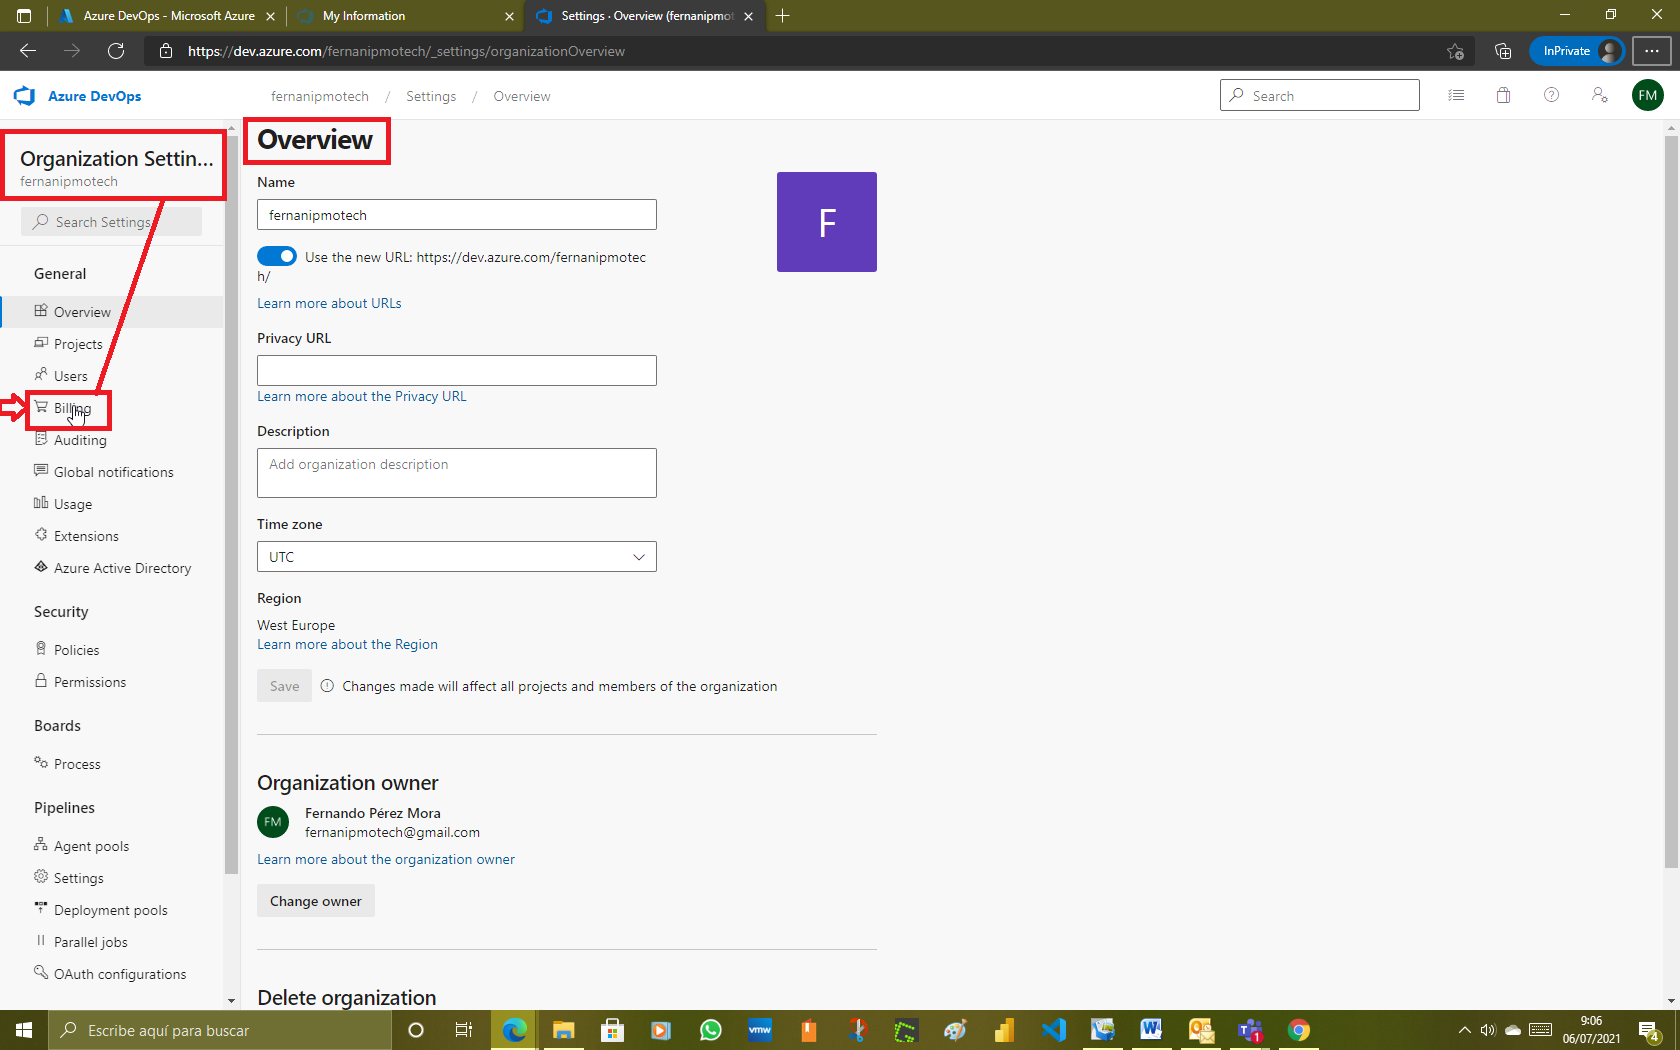 Azure DevOps - Microsoft Azure
My Information
Settings · Overview (fernanipmot
https://dev.azure.com/fernanipmotech/_settings/organizationOverview
InPrivate
Azure DevOps
fernanipmotech / Settings / Overview
Search
FM
Organization Settin...
fernanipmotech
Search Settings
General
Overview
Projects
Users
Billing
Auditing
Global notifications
Usage
Extensions
Azure Active Directory
Security
Policies
Permissions
Boards
Process
Pipelines
Agent pools
Settings
Deployment pools
Parallel jobs
OAuth configurations
Overview
Name
fernanipmotech
F
Use the new URL: https://dev.azure.com/fernanipmotec
h/
Learn more about URLs
Privacy URL
Learn more about the Privacy URL
Description
Add organization description
Time zone
UTC
Region
West Europe
Learn more about the Region
Save
Changes made will affect all projects and members of the organization
Organization owner
FM
Fernando Pérez Mora
fernanipmotech@gmail.com
Learn more about the organization owner
Change owner
Delete organization
Escribe aquí para buscar
vmw
1
9:06
06/07/2021
4